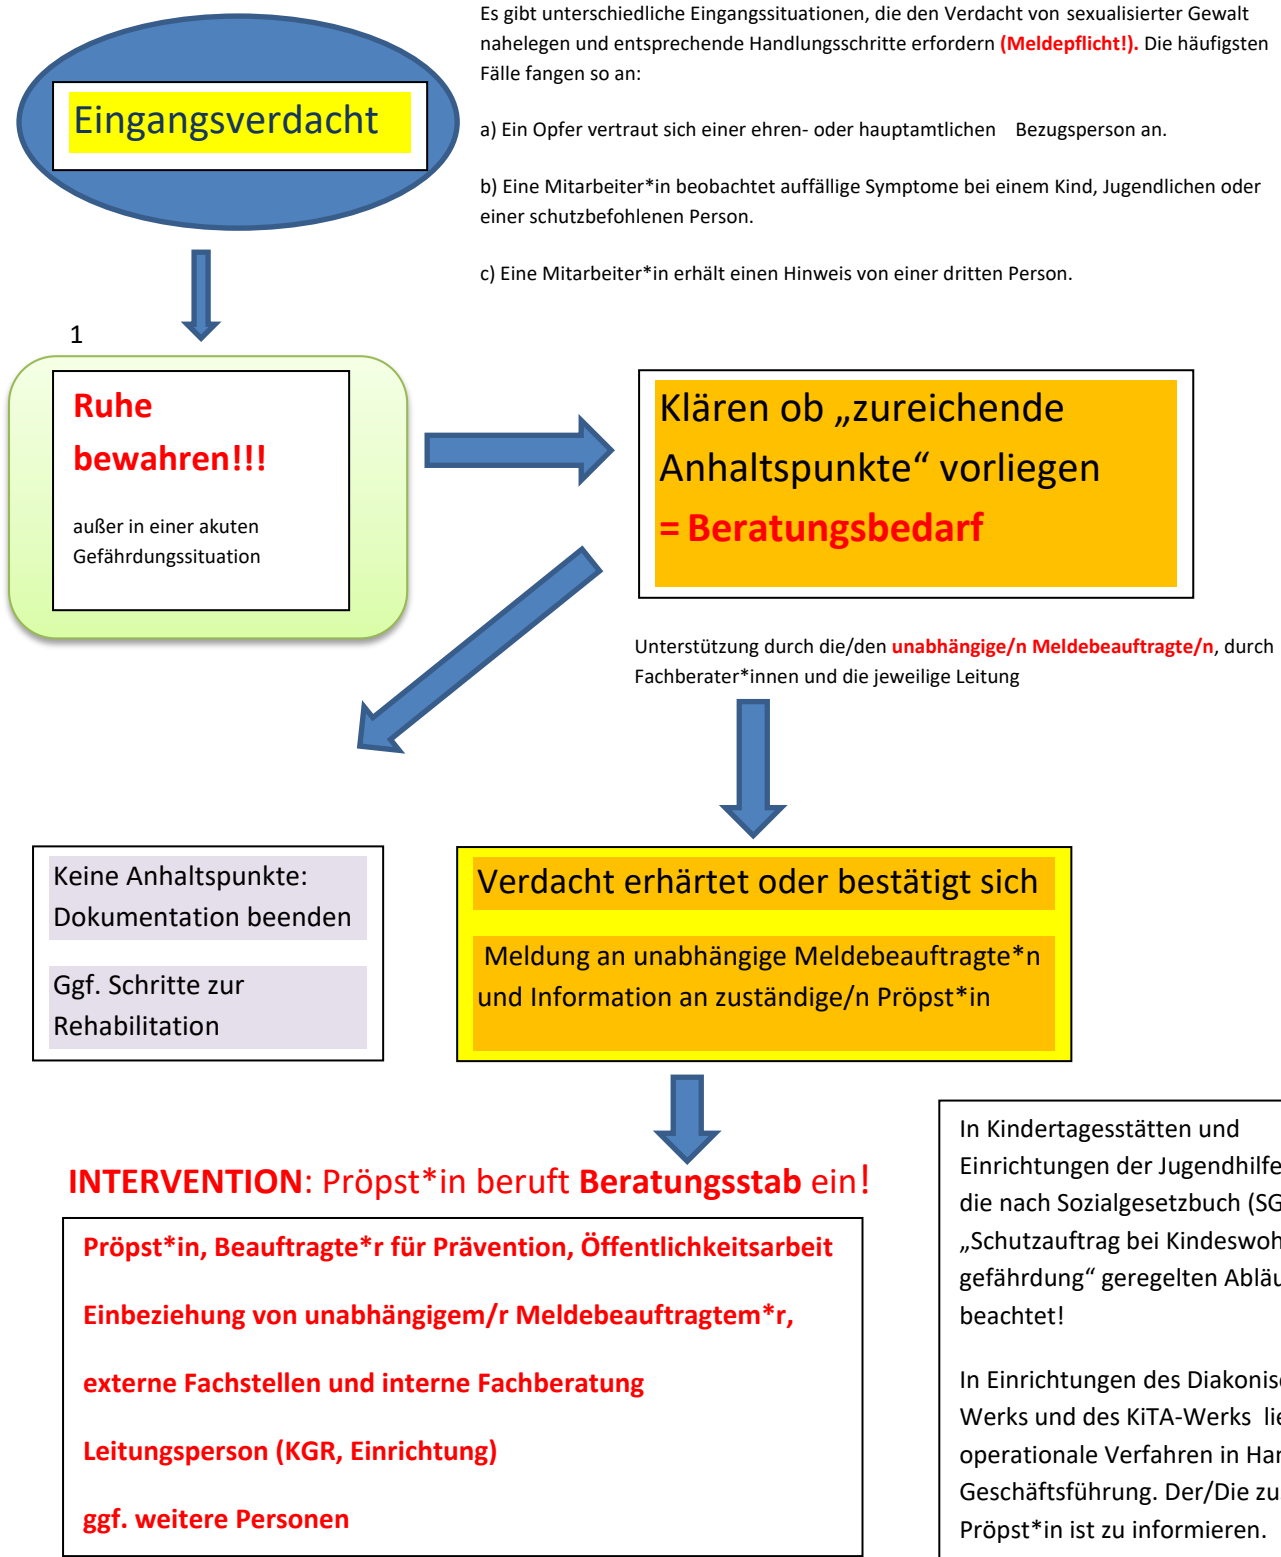 Es gibt unterschiedliche Eingangssituationen, die den Verdacht von sexualisierter Gewalt
nahelegen und entsprechende Handlungsschritte erfordern (Meldepflicht!). Die häufigsten
Fälle fangen so an:
Eingangsverdacht
a) Ein Opfer vertraut sich einer ehren- oder hauptamtlichen Bezugsperson an.
b) Eine Mitarbeiter*in beobachtet auffällige Symptome bei einem Kind, Jugendlichen oder
einer schutzbefohlenen Person.
c) Eine Mitarbeiter*in erhält einen Hinweis von einer dritten Person.
1
Ruhe
bewahren!!!
außer in einer akuten
Gefährdungssituation
Klären ob „zureichende
Anhaltspunkte“ vorliegen
= Beratungsbedarf
Unterstützung durch die/den unabhängige/n Meldebeauftragte/n, durch
Fachberater*innen und die jeweilige Leitung
Keine Anhaltspunkte:
Dokumentation beenden
Ggf. Schritte zur
Rehabilitation
Verdacht erhärtet oder bestätigt sich
Meldung an unabhängige Meldebeauftragte*n
und Information an zuständige/n Pröpst*in
INTERVENTION: Pröpst*in beruft Beratungsstab ein!
Pröpst*in, Beauftragte*r für Prävention, Öffentlichkeitsarbeit
Einbeziehung von unabhängigem/r Meldebeauftragtem*r,
externe Fachstellen und interne Fachberatung
Leitungsperson (KGR, Einrichtung)
ggf. weitere Personen
In Kindertagesstätten und
Einrichtungen der Jugendhilfe
die nach Sozialgesetzbuch (SG
„Schutzauftrag bei Kindeswoh
gefährdung“ geregelten Abläu
beachtet!
In Einrichtungen des Diakonis
Werks und des KiTA-Werks lie
operationale Verfahren in Har
Geschäftsführung. Der/Die zu
Pröpst*in ist zu informieren.